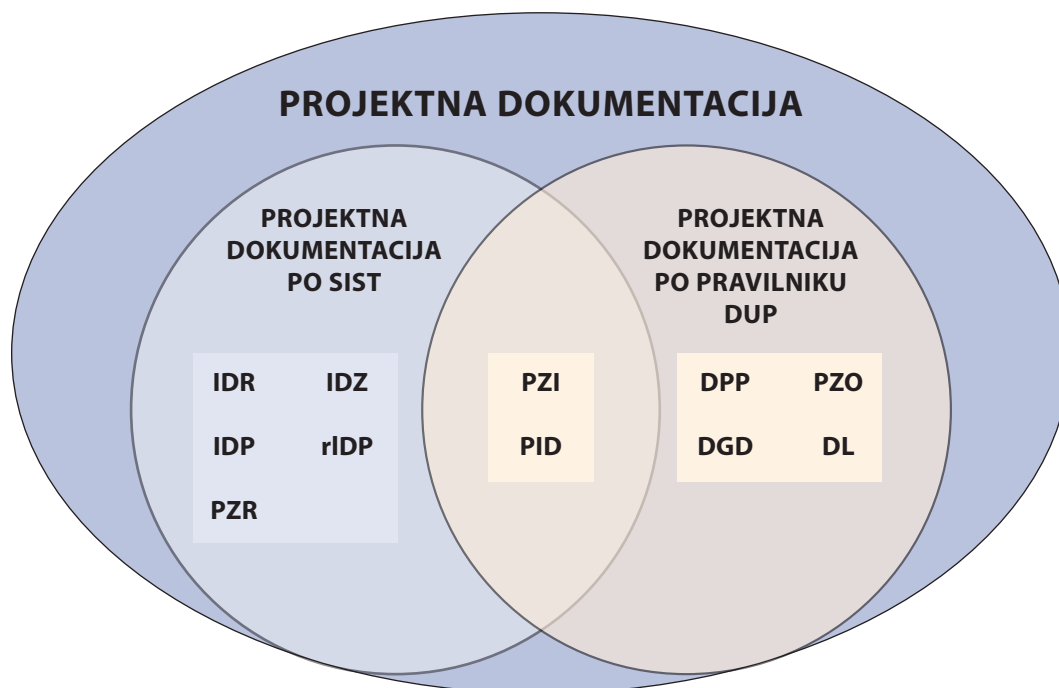 PROJEKTNA DOKUMENTACIJA
PROJEKTNA
DOKUMENTACIJA
PO SIST
IDR IDZ
IDP rIDP
PZR
PZI
PID
PROJEKTNA
DOKUMENTACIJA
PO PRAVILNIKU
DUP
DPP PZO
DGD DL